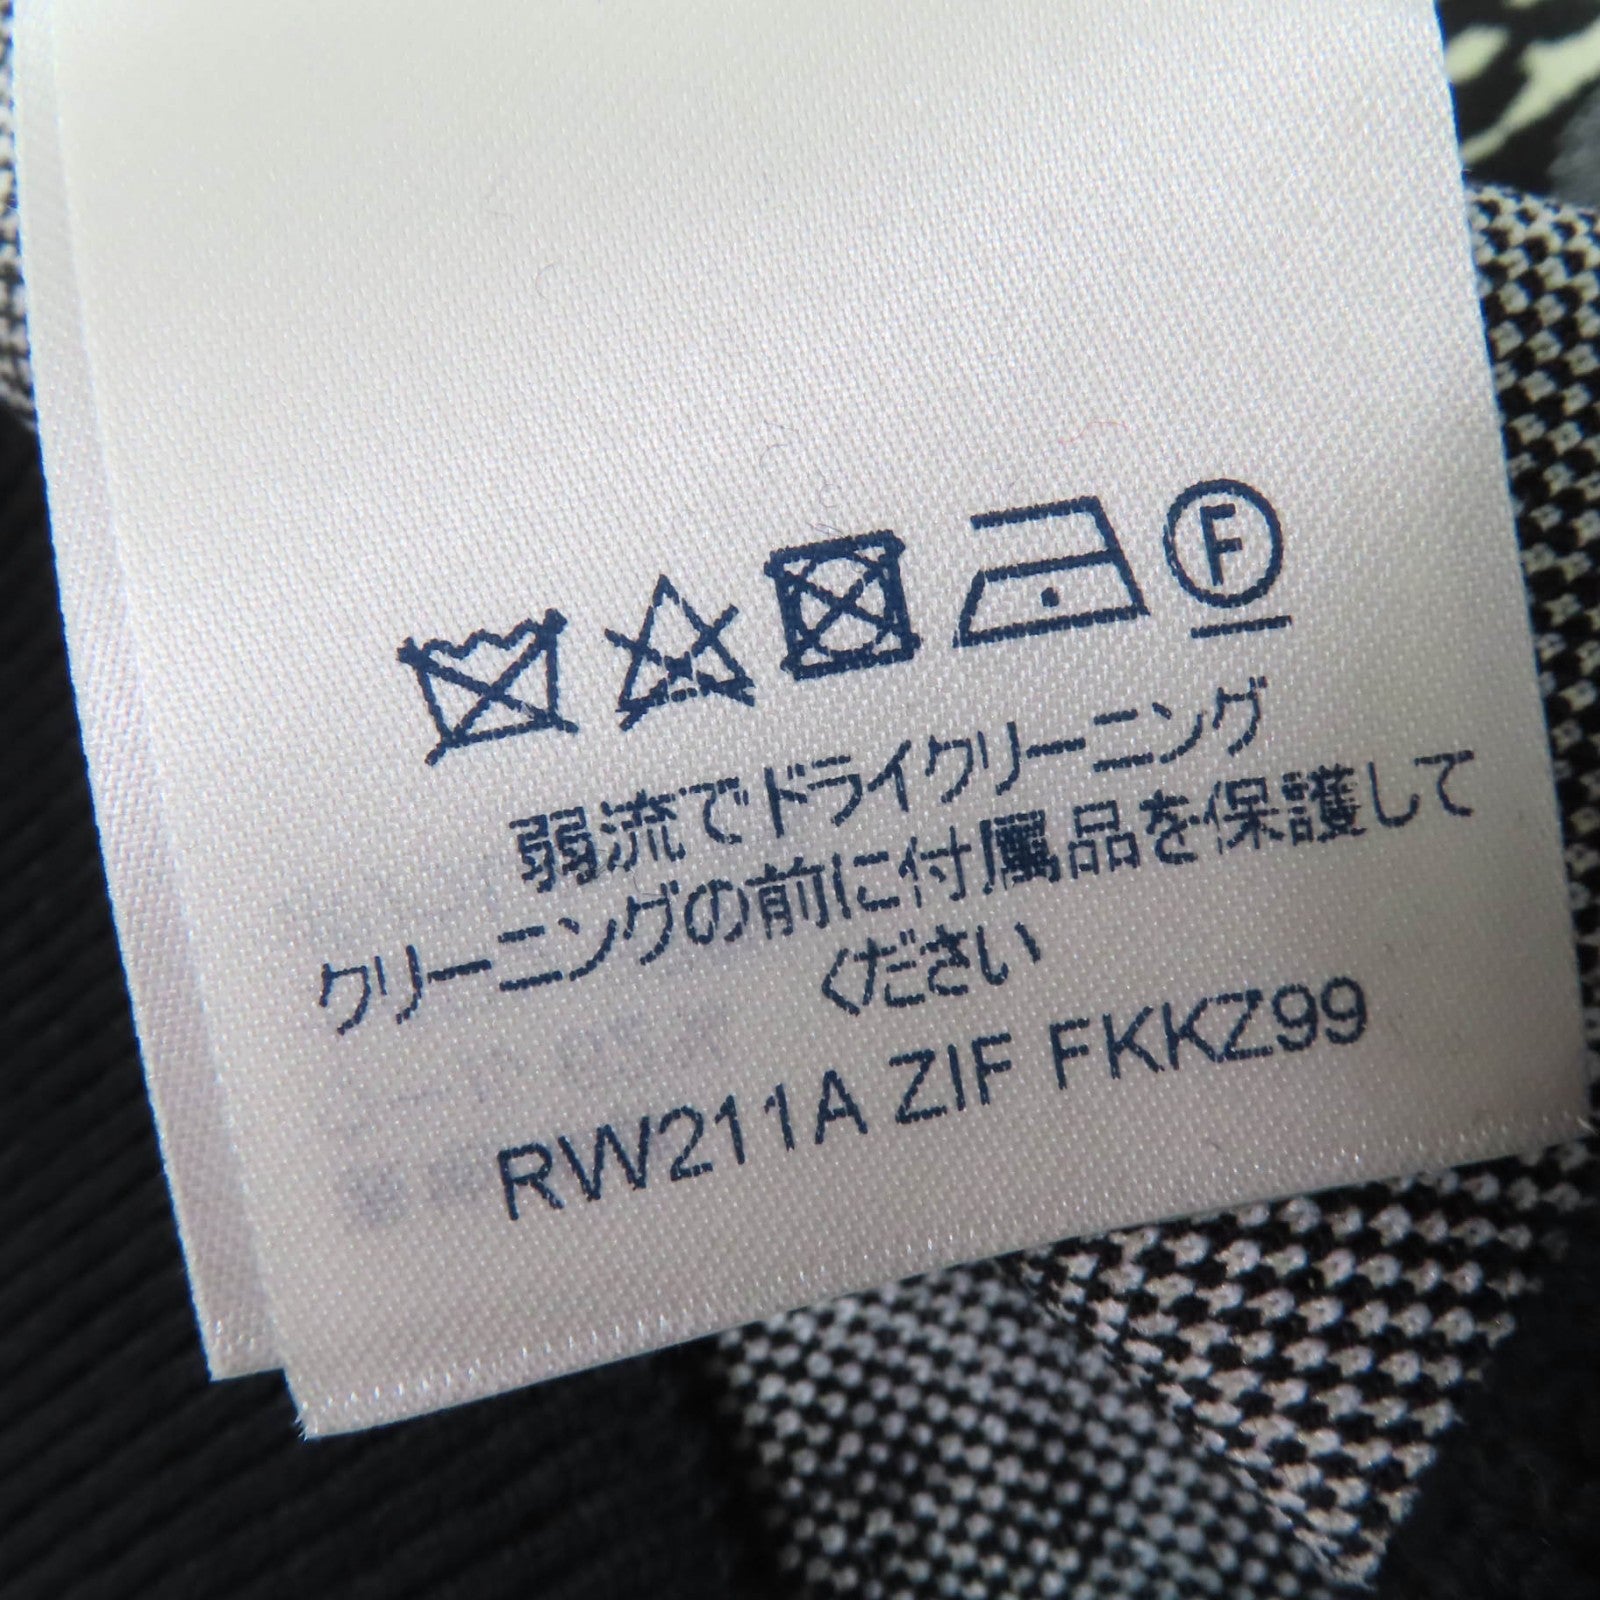 F
弱流でドライクリーニング
クリーニングの前に付属品を保護して
ください
RW211A ZIF FKKZ99